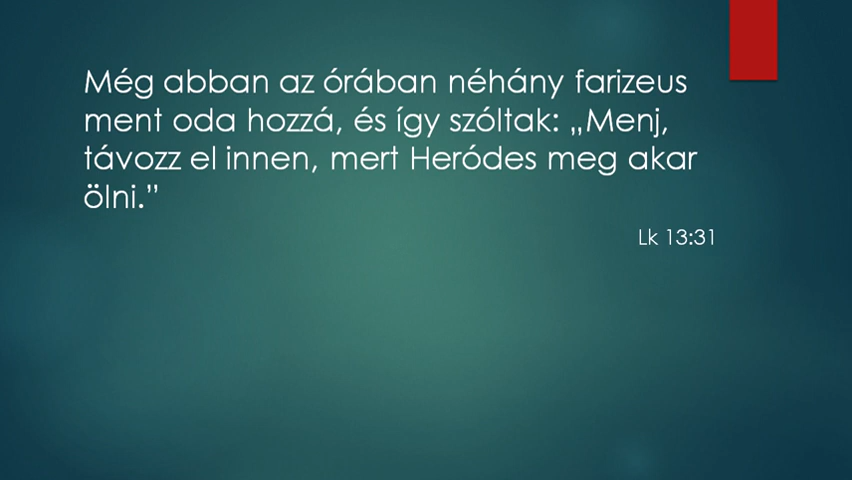 Még abban az órában néhány farizeus
ment oda hozzá, és így szóltak: „Menj,
távozz el innen, mert Heródes meg akar
ölni.”
Lk 13:31